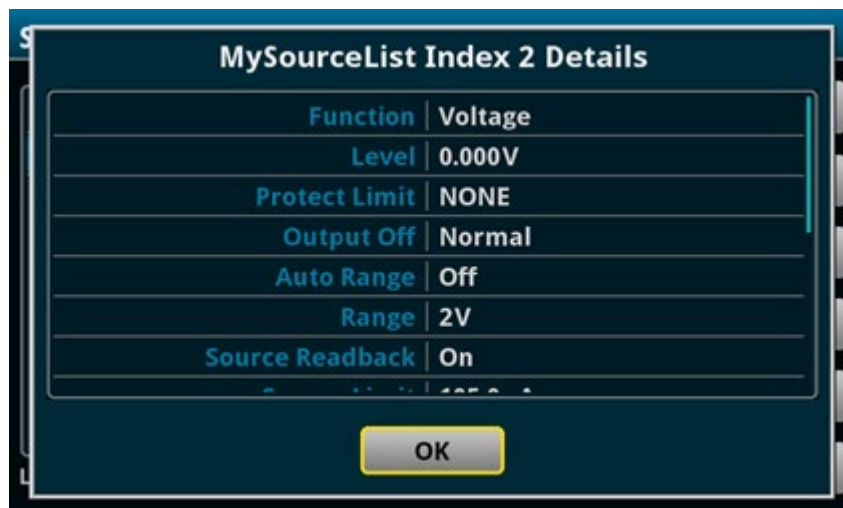 MySourceList Index 2 Details
Function Voltage
Level 0.000V
Protect Limit NONE
Output Off Normal
Auto Range Off
Range 2V
Source Readback On
OK